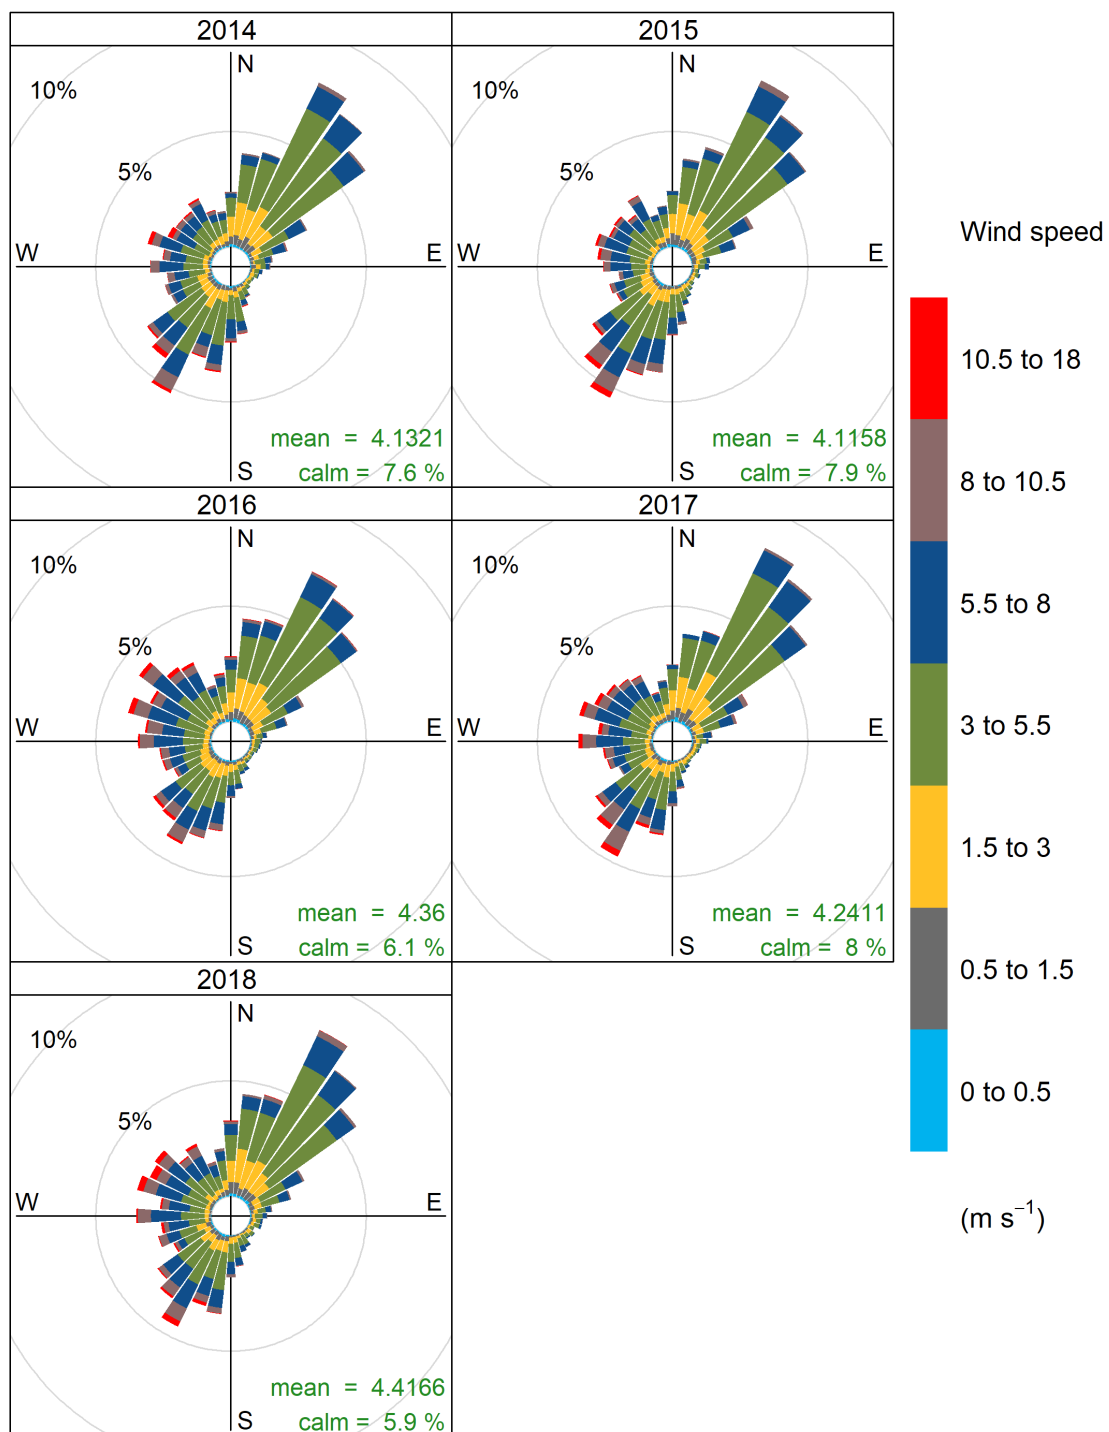 2014
2015
N
N
10%
10%
5%
5%
W
E
W
E
mean = 4.1321
mean = 4.1158
S
calm = 7.6 %
S
calm = 7.9 %
2016
2017
N
N
10%
10%
5%
5%
W
E
W
E
mean = 4.36
mean = 4.2411
S
calm = 6.1 %
S
calm = 8 %
2018
N
10%
5%
W
E
mean = 4.4166
S
calm = 5.9 %
Wind speed
10.5 to 18
8 to 10.5
5.5 to 8
3 to 5.5
1.5 to 3
0.5 to 1.5
0 to 0.5
(m s⁻¹)